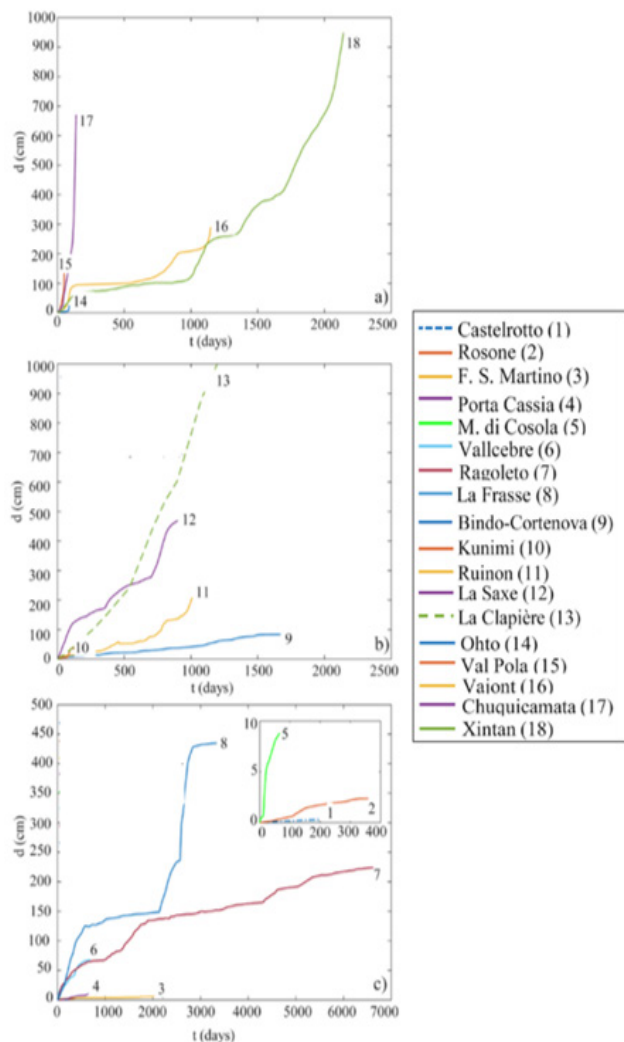 1000
900
800
700
600
500
400
300
200
100
0
d (cm)
18
17
16
15
14
a)
0 500 1000 1500 2000 2500
t (days)
1000
900
800
700
600
500
400
300
200
100
0
d (cm)
13
12
11
10
9
b)
0 500 1000 1500 2000 2500
t (days)
500
450
400
350
300
250
200
150
100
50
0
d (cm)
8
7
6
4
3
c)
10
5
0
5
1
2
0 100 200 300 400
0 1000 2000 3000 4000 5000 6000 7000
t (days)
Castelrotto (1)
Rosone (2)
F. S. Martino (3)
Porta Cassia (4)
M. di Cosola (5)
Vallcebre (6)
Ragoleto (7)
La Frasse (8)
Bindo-Cortenova (9)
Kunimi (10)
Ruinon (11)
La Saxe (12)
La Clapière (13)
Ohto (14)
Val Pola (15)
Vaiont (16)
Chuquicamata (17)
Xintan (18)